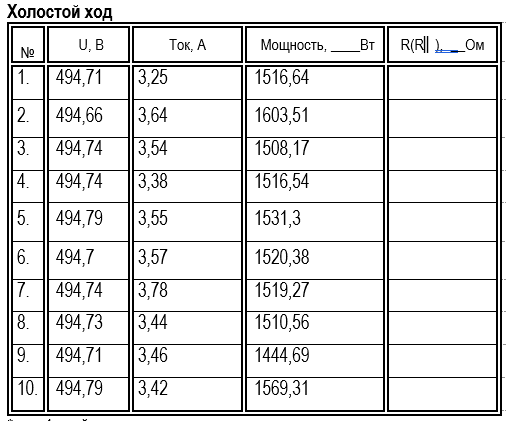 Холостой ход
№ U, В Ток, А Мощность, ____Вт R(R‖ ),___Ом
1. 494,71 3,25 1516,64
2. 494,66 3,64 1603,51
3. 494,74 3,54 1508,17
4. 494,74 3,38 1516,54
5. 494,79 3,55 1531,3
6. 494,7 3,57 1520,38
7. 494,74 3,78 1519,27
8. 494,73 3,44 1510,56
9. 494,71 3,46 1444,69
10. 494,79 3,42 1569,31